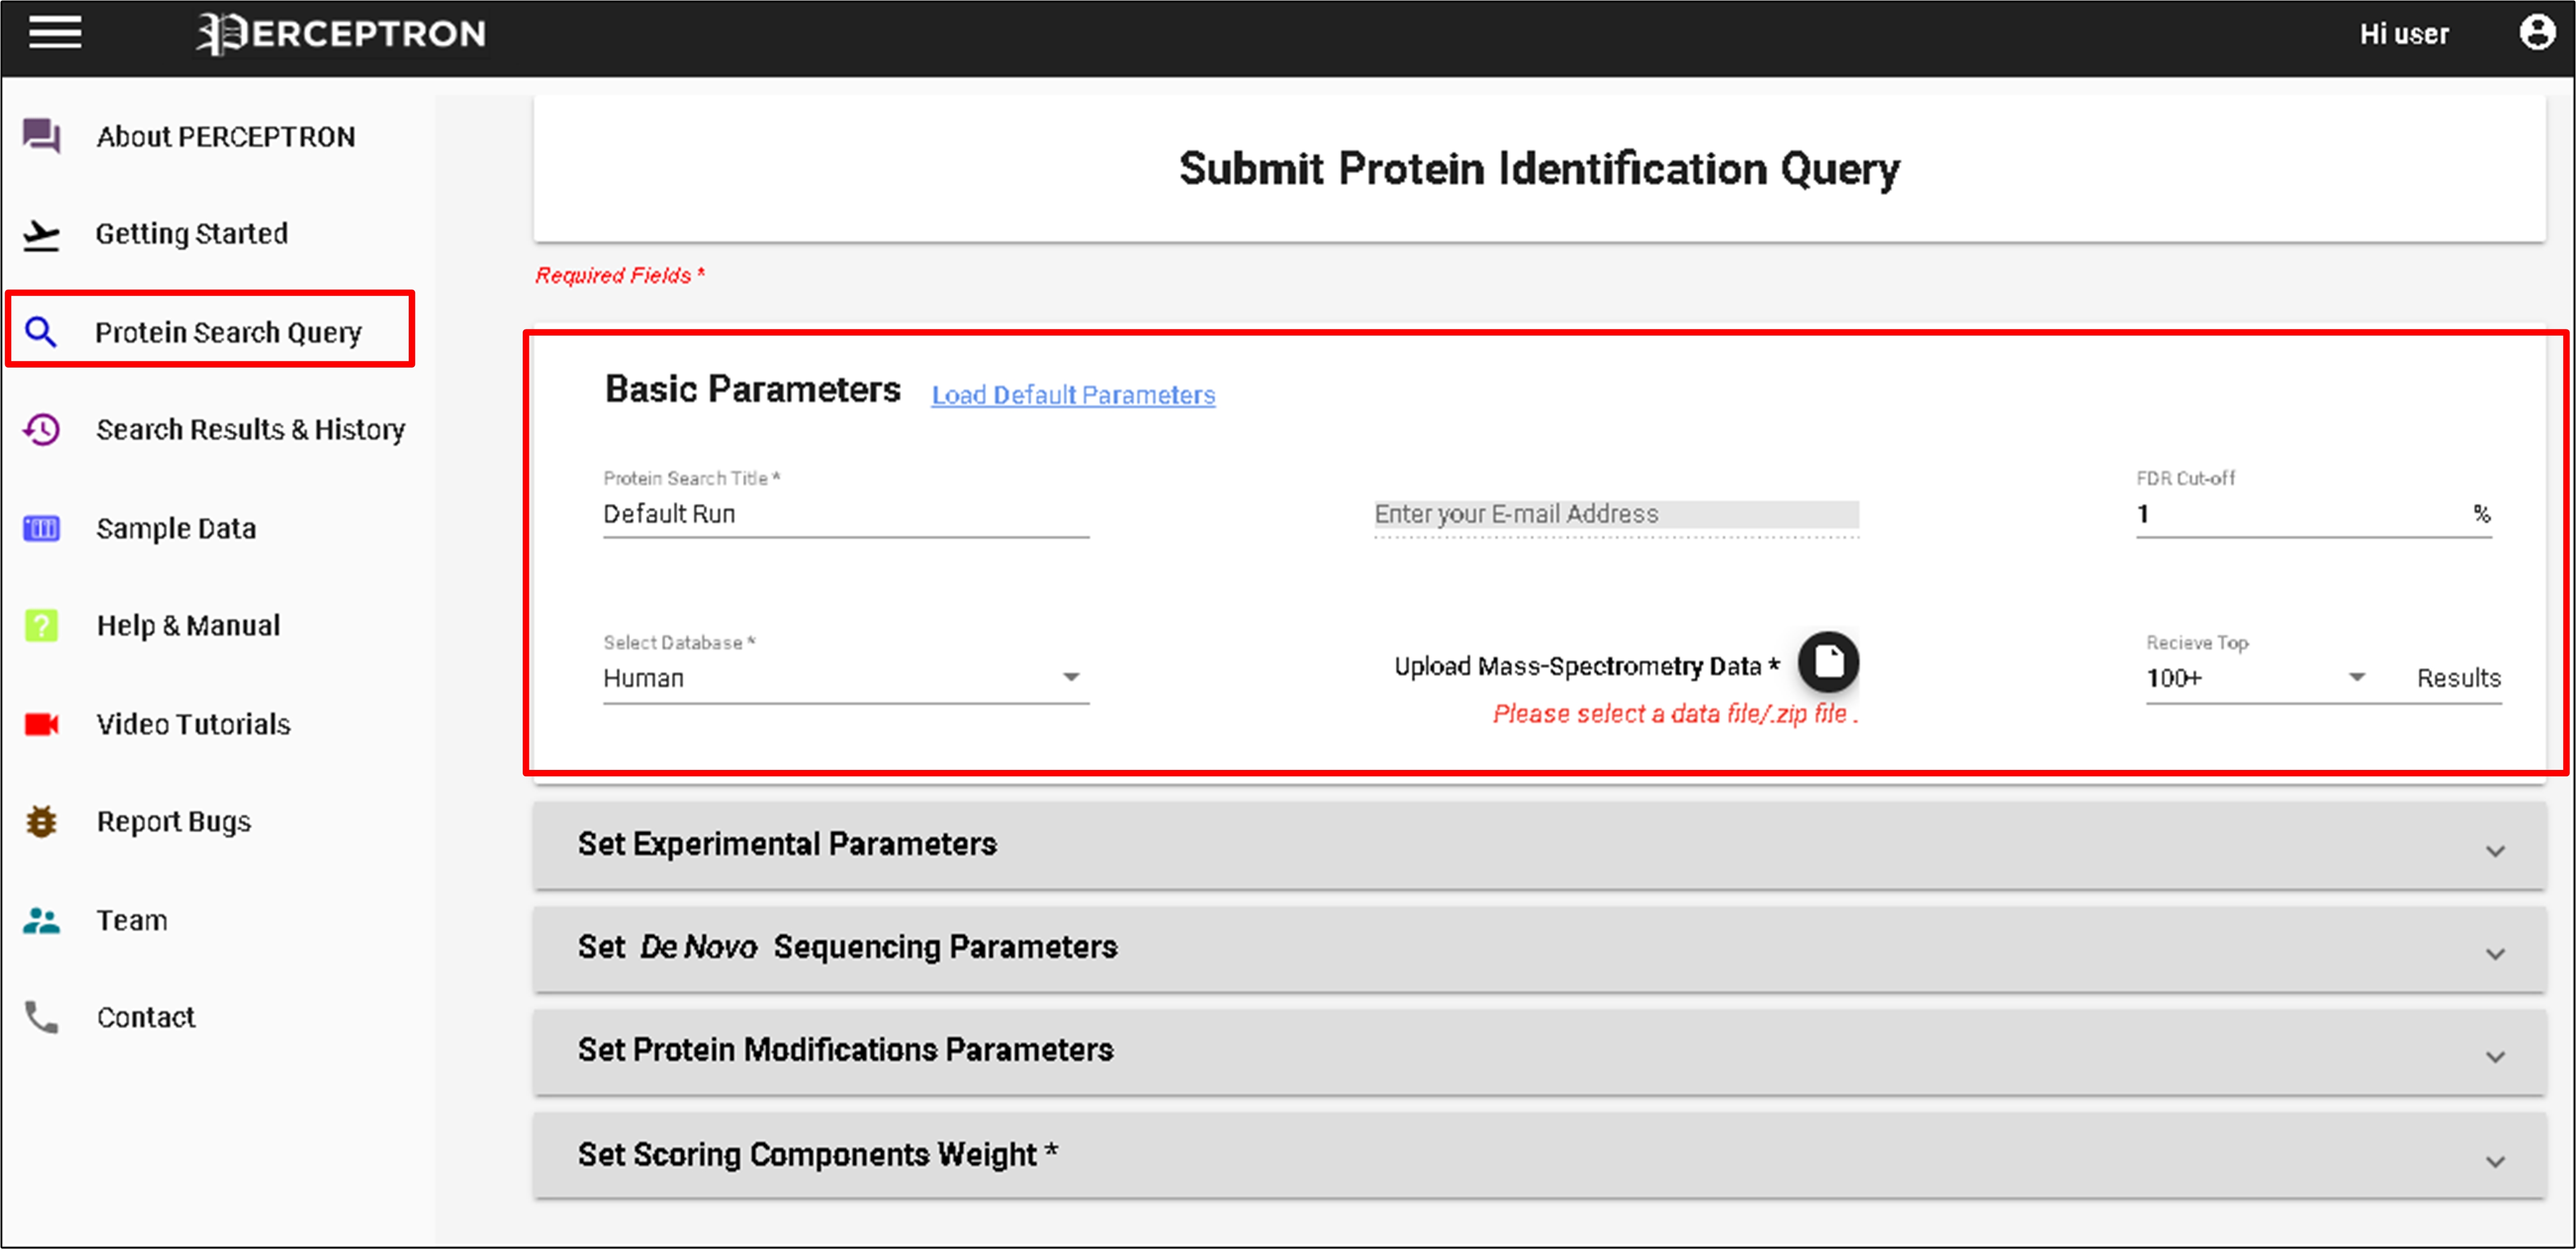 PERCEPTRON
Hi user
About PERCEPTRON
Getting Started
Protein Search Query
Search Results & History
Sample Data
Help & Manual
Video Tutorials
Report Bugs
Team
Contact
Submit Protein Identification Query
Required Fields *
Basic Parameters Load Default Parameters
Protein Search Title *
Default Run
Enter your E-mail Address
FDR Cut-off
1 %
Select Database *
Human
Upload Mass-Spectrometry Data *
Please select a data file/.zip file .
Recieve Top
100+ Results
Set Experimental Parameters
Set De Novo Sequencing Parameters
Set Protein Modifications Parameters
Set Scoring Components Weight *